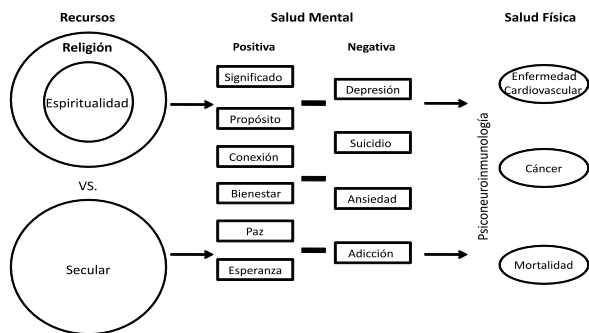 Recursos
Salud Mental
Salud Física
Religión
Espiritualidad
VS.
Secular
Positiva
Significado
Propósito
Conexión
Bienestar
Paz
Esperanza
Negativa
Depresión
Suicidio
Ansiedad
Adicción
Psiconeuroinmunología
Enfermedad
Cardiovascular
Cáncer
Mortalidad